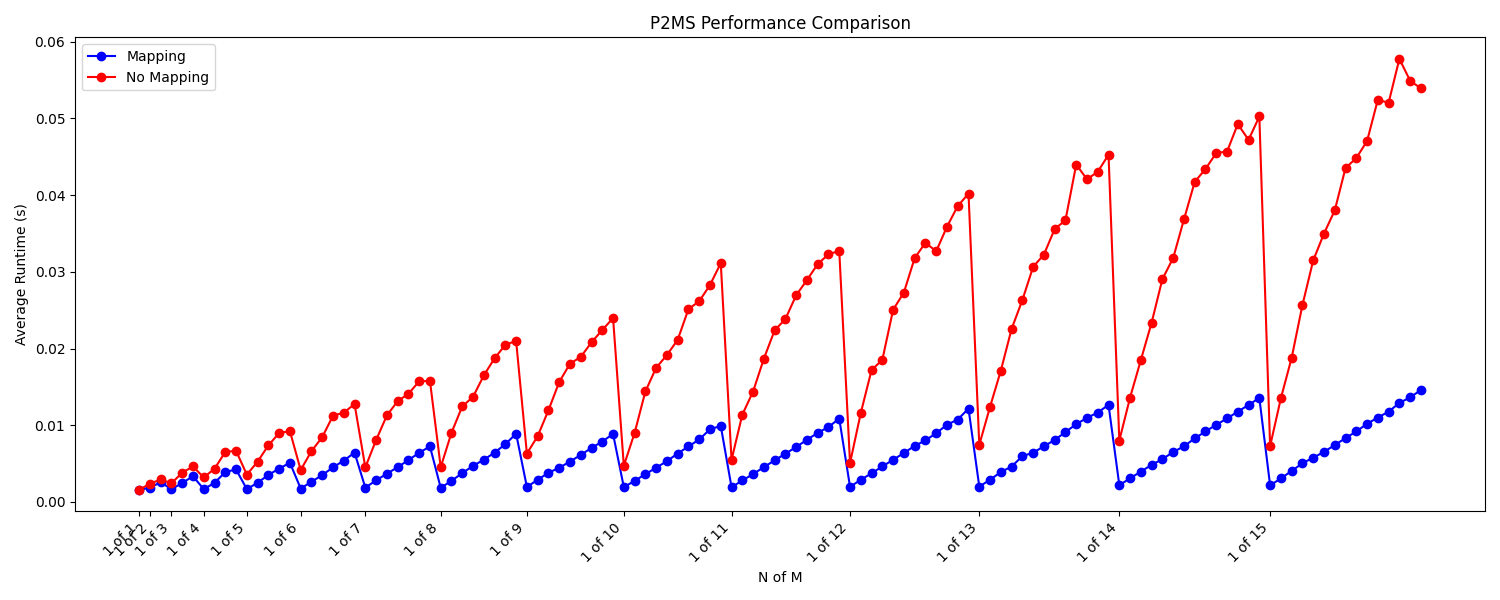 P2MS Performance Comparison
Mapping
No Mapping
Average Runtime (s)
0.06
0.05
0.04
0.03
0.02
0.01
0.00
1 of 1
1 of 2
1 of 3
1 of 4
1 of 5
1 of 6
1 of 7
1 of 8
1 of 9
1 of 10
1 of 11
1 of 12
1 of 13
1 of 14
1 of 15
N of M